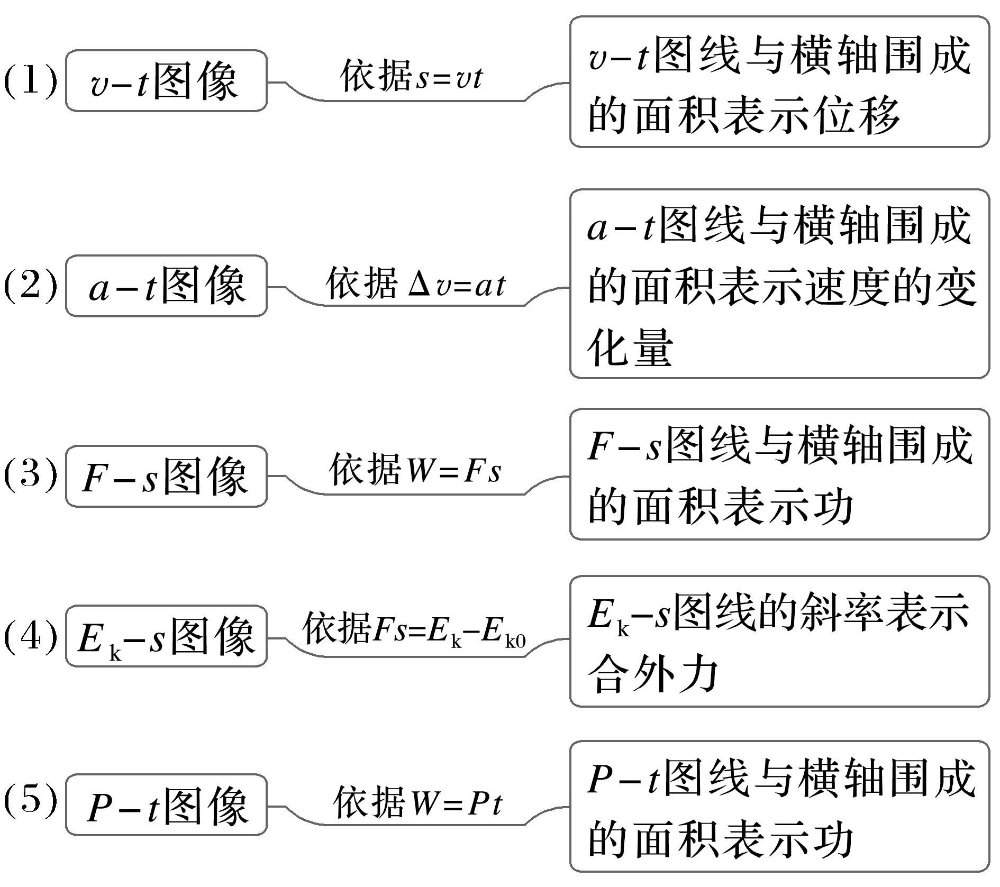 (1) v-t图像 依据s=vt v-t图线与横轴围成
的面积表示位移
(2) a-t图像 依据Δv=at a-t图线与横轴围成
的面积表示速度的变
化量
(3) F-s图像 依据W=Fs F-s图线与横轴围成
的面积表示功
(4) Eₖ-s图像 依据Fs=Eₖ-Eₖ₀ Eₖ-s图线的斜率表示
合外力
(5) P-t图像 依据W=Pt P-t图线与横轴围成
的面积表示功